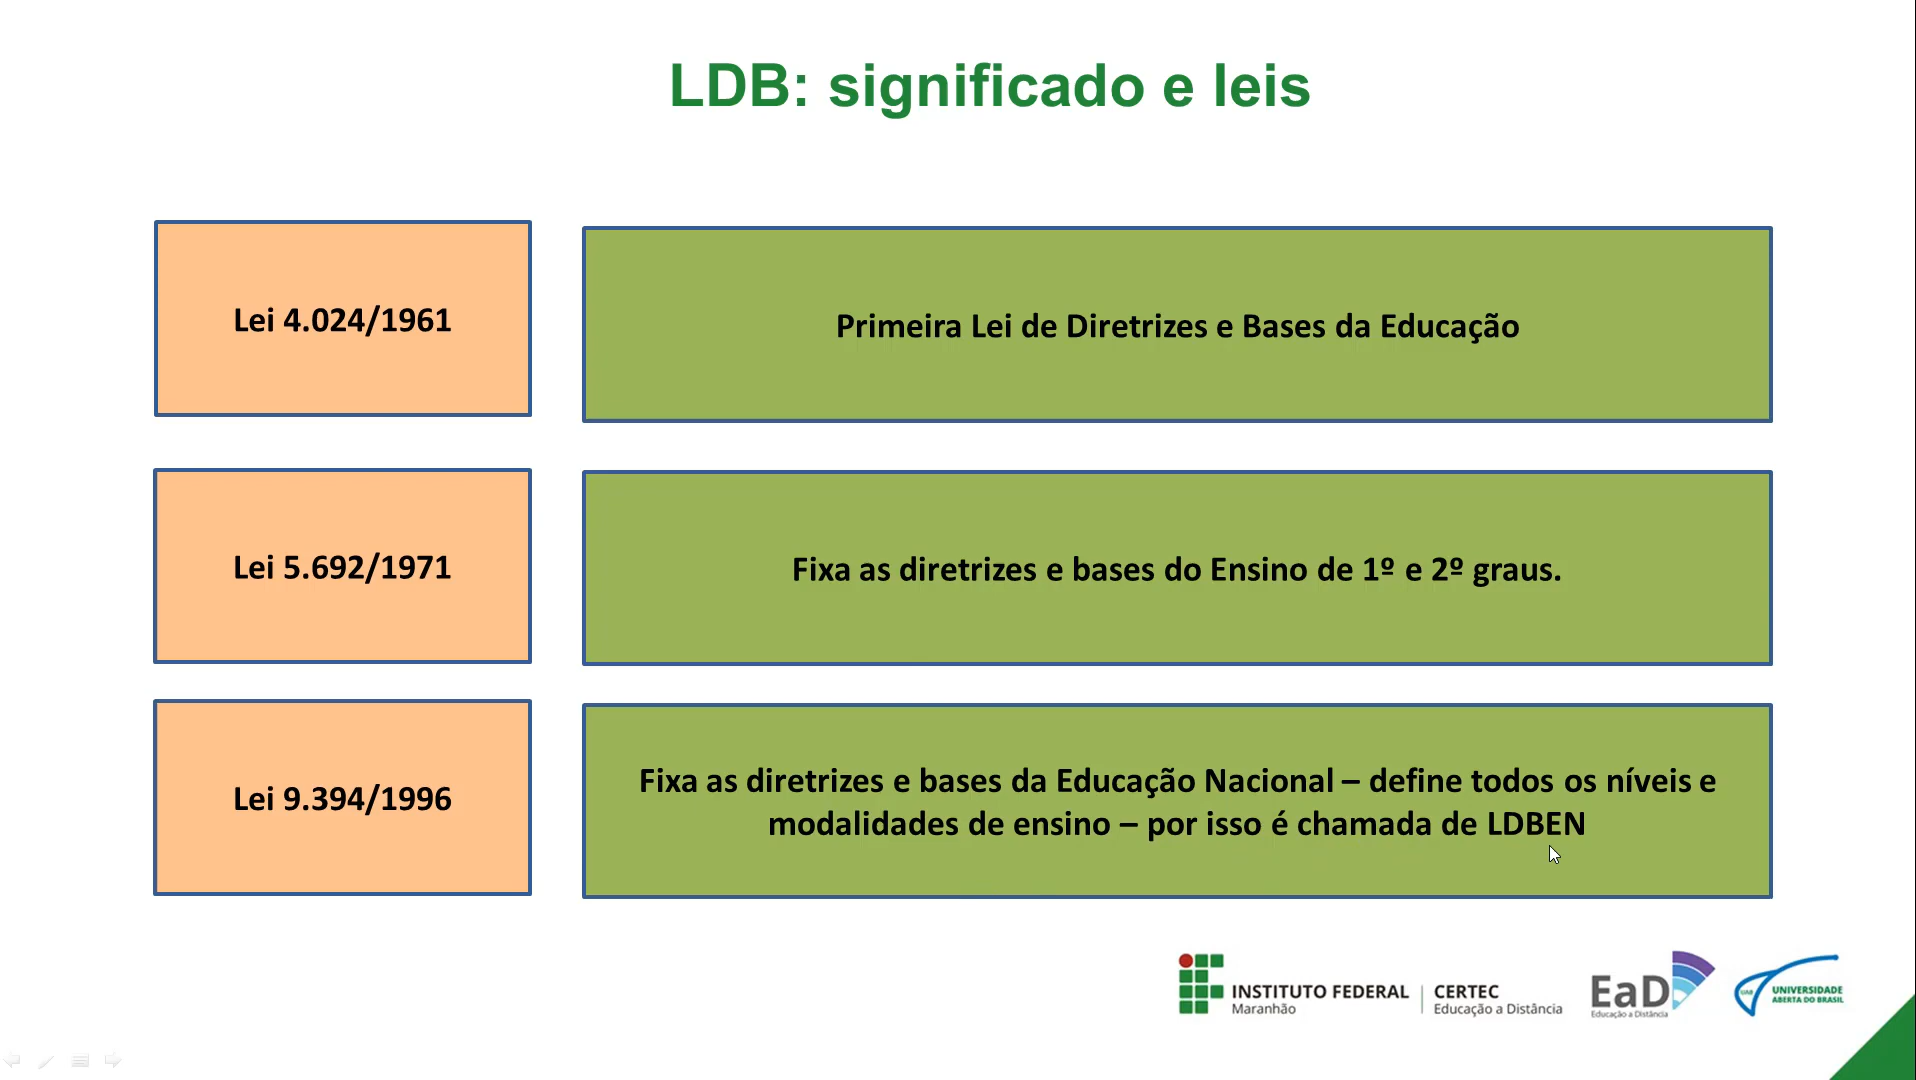 LDB: significado e leis
Lei 4.024/1961
Primeira Lei de Diretrizes e Bases da Educação
Lei 5.692/1971
Fixa as diretrizes e bases do Ensino de 1º e 2º graus.
Lei 9.394/1996
Fixa as diretrizes e bases da Educação Nacional – define todos os níveis e
modalidades de ensino – por isso é chamada de LDBEN
INSTITUTO FEDERAL
Maranhão
CERTEC
Educação a Distância
EaD
Educação a Distância
UAB
UNIVERSIDADE
ABERTA DO BRASIL